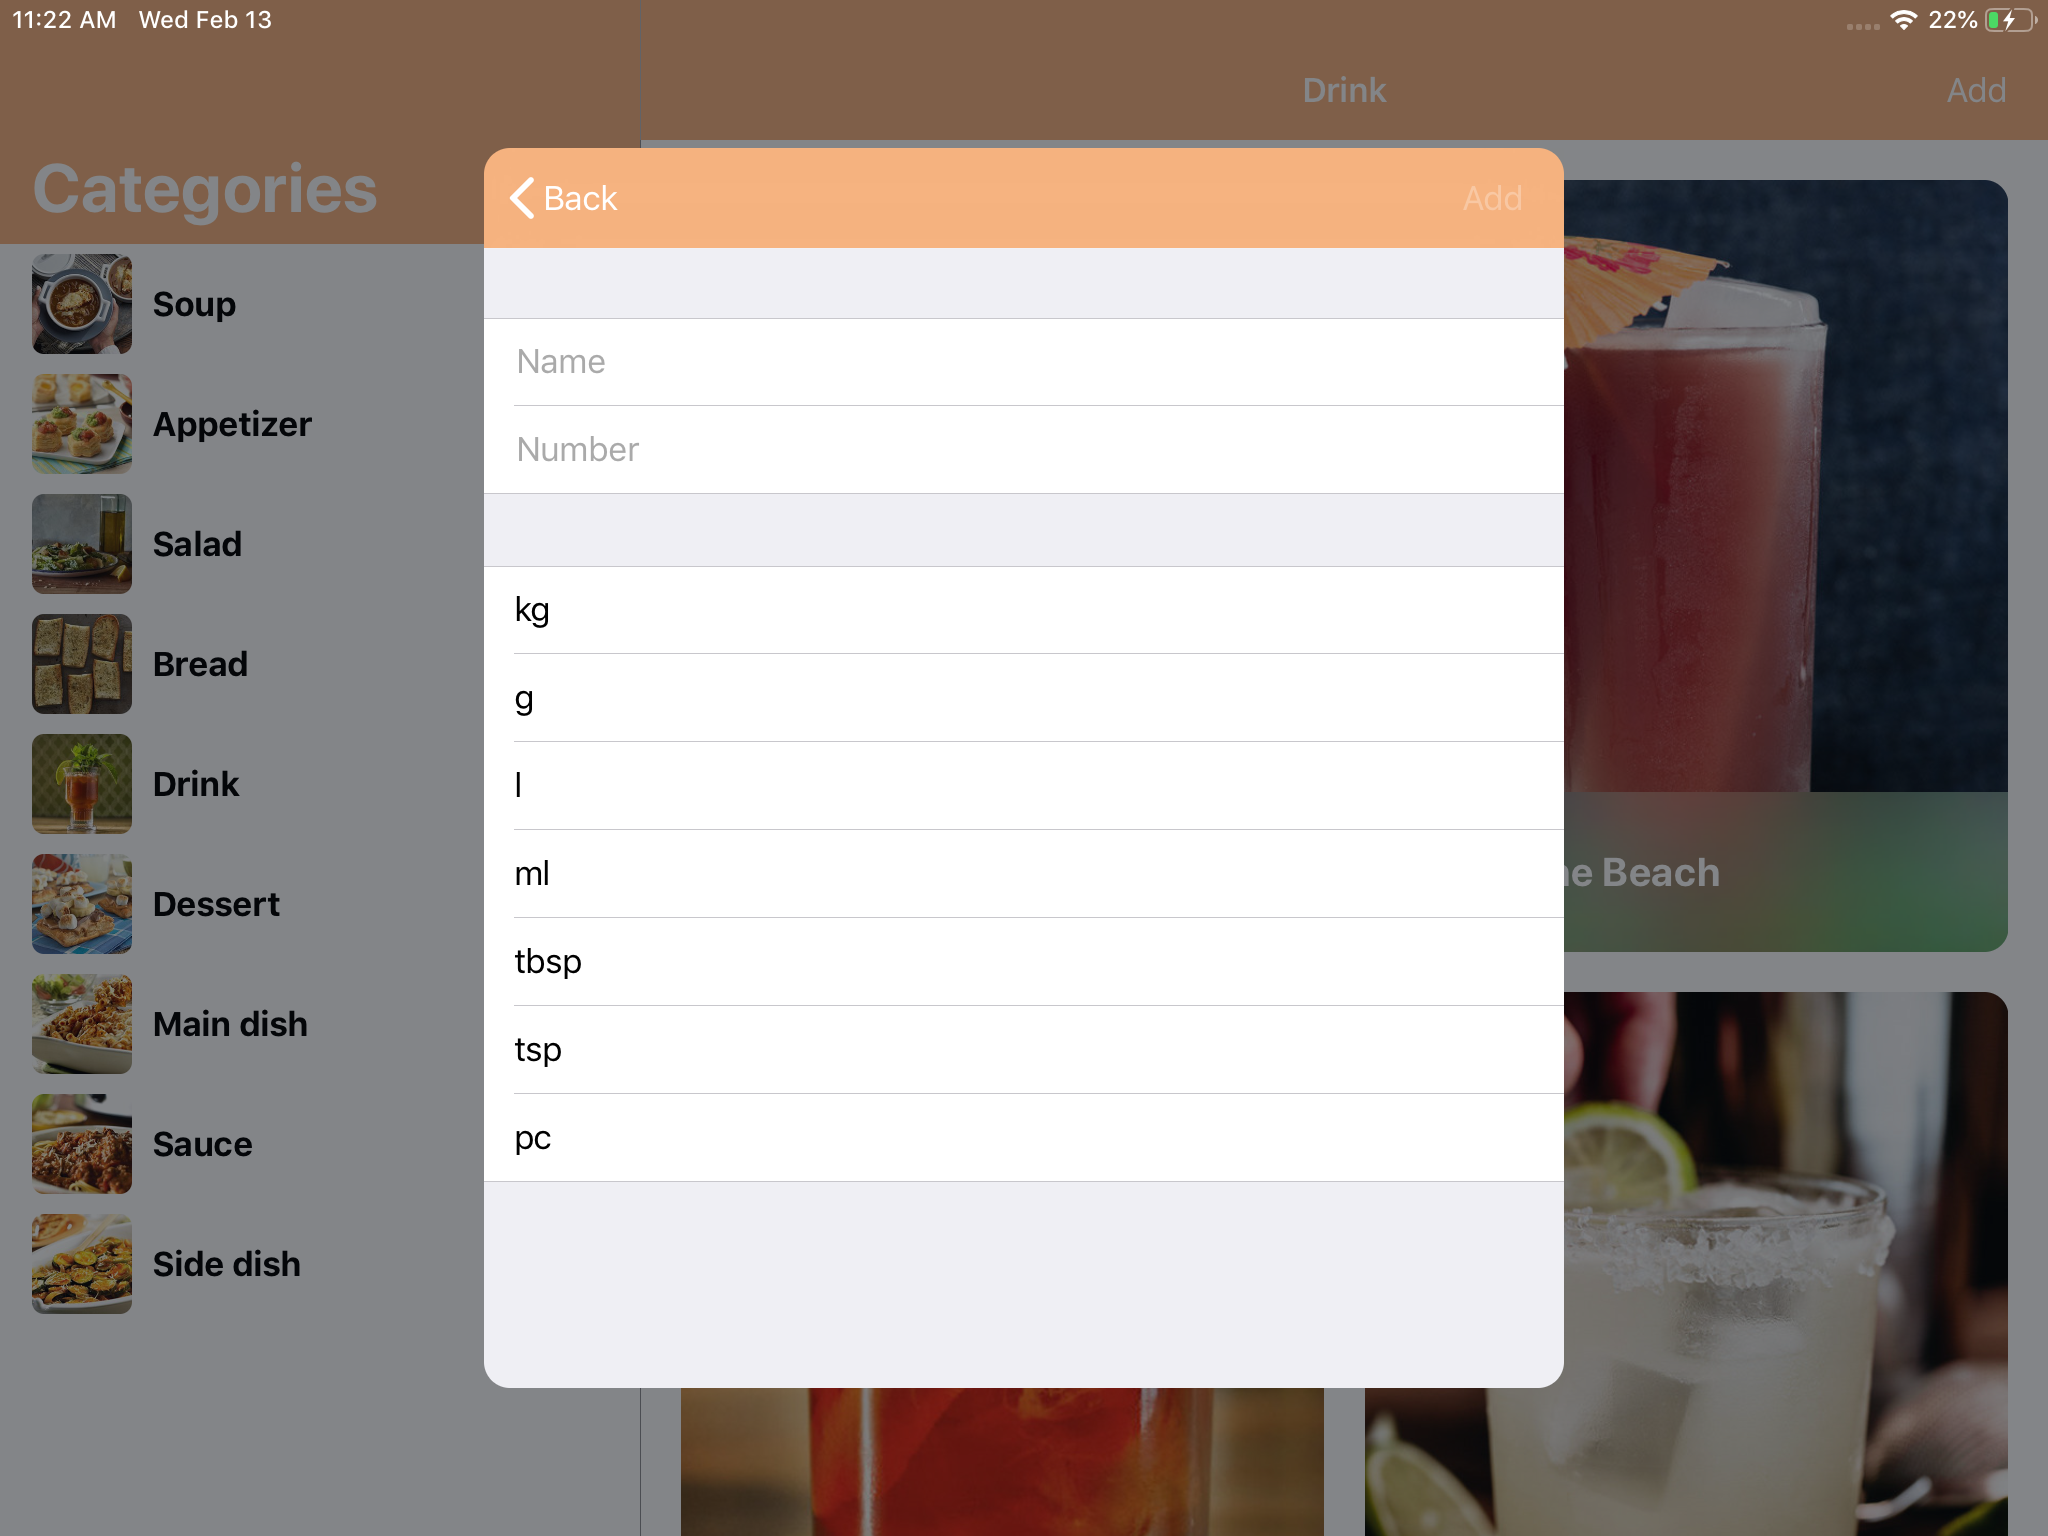 11:22 AM Wed Feb 13
22%
Drink
Add
Categories
Soup
Appetizer
Salad
Bread
Drink
Dessert
Main dish
Sauce
Side dish
Back
Add
Name
Number
kg
g
l
ml
tbsp
tsp
pc
Beach